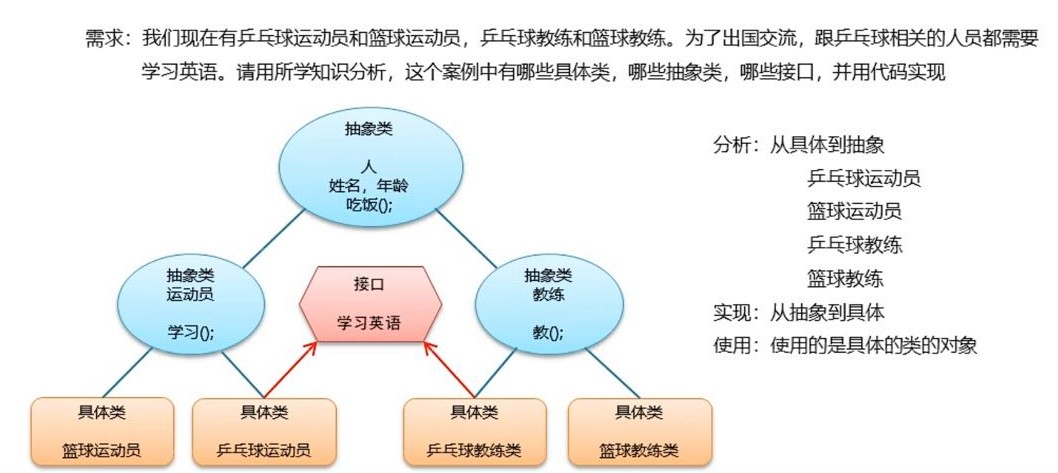 需求：我们现在有乒乓球运动员和篮球运动员，乒乓球教练和篮球教练。为了出国交流，跟乒乓球相关的人员都需要
学习英语。请用所学知识分析，这个案例中有哪些具体类，哪些抽象类，哪些接口，并用代码实现
抽象类
人
姓名，年龄
吃饭();
抽象类
运动员
学习();
接口
学习英语
抽象类
教练
教();
具体类
篮球运动员
具体类
乒乓球运动员
具体类
乒乓球教练类
具体类
篮球教练类
分析：从具体到抽象
乒乓球运动员
篮球运动员
乒乓球教练
篮球教练
实现：从抽象到具体
使用：使用的是具体的类的对象